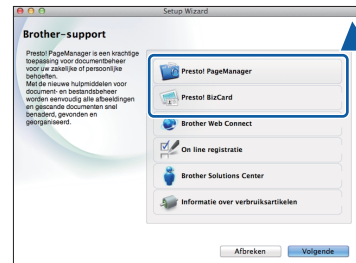 Setup Wizard
Brother-support
Presto! PageManager is een krachtige
toepassing voor documentbeheer
voor uw zakelijke of persoonlijke
behoeften.
Met de nieuwe hulpmiddelen voor
document- en bestandsbeheer
worden eenvoudig alle afbeeldingen
en gescande documenten snel
benaderd, gevonden en
georganiseerd.
Presto! PageManager
Presto! BizCard
Brother Web Connect
On line registratie
Brother Solutions Center
Informatie over verbruiksartikelen
Afbreken
Volgende